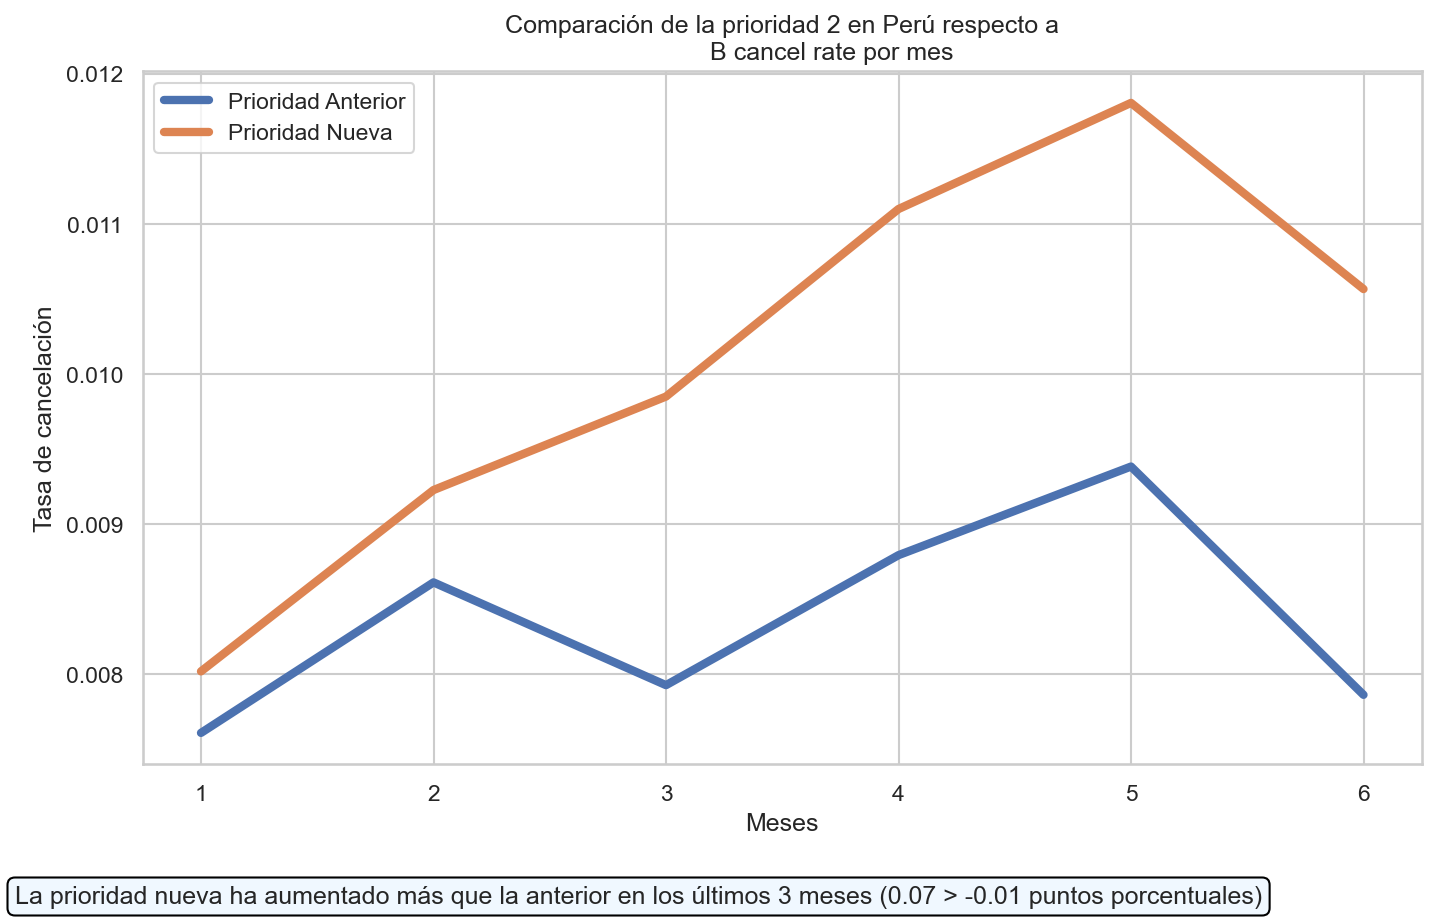 Comparación de la prioridad 2 en Perú respecto a
B cancel rate por mes
0.012
0.011
0.010
0.009
0.008
Tasa de cancelación
Prioridad Anterior
Prioridad Nueva
1 2 3 4 5 6
Meses
La prioridad nueva ha aumentado más que la anterior en los últimos 3 meses (0.07 > -0.01 puntos porcentuales)